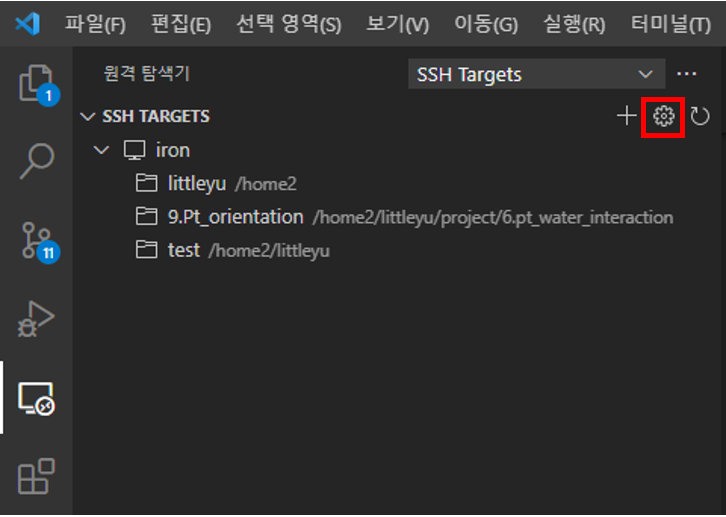 파일(F) 편집(E) 선택 영역(S) 보기(V) 이동(G) 실행(R) 터미널(T)
원격 탐색기 SSH Targets
1
SSH TARGETS
iron
littleyu /home2
9.Pt_orientation /home2/littleyu/project/6.pt_water_interaction
11
test /home2/littleyu